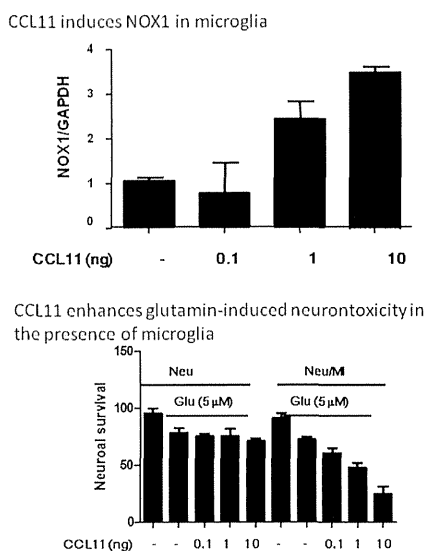 CCL11 induces NOX1 in microglia
4
3
2
1
0
NOX1/GAPDH
CCL11 (ng) - 0.1 1 10
CCL11 enhances glutamin-induced neurontoxicity in
the presence of microglia
150
100
50
0
Neuroal survival
Neu Neu/MI
Glu (5 μM) Glu (5 μM)
- - 0.1 1 10 - - 0.1 1 10
CCL11 (ng)